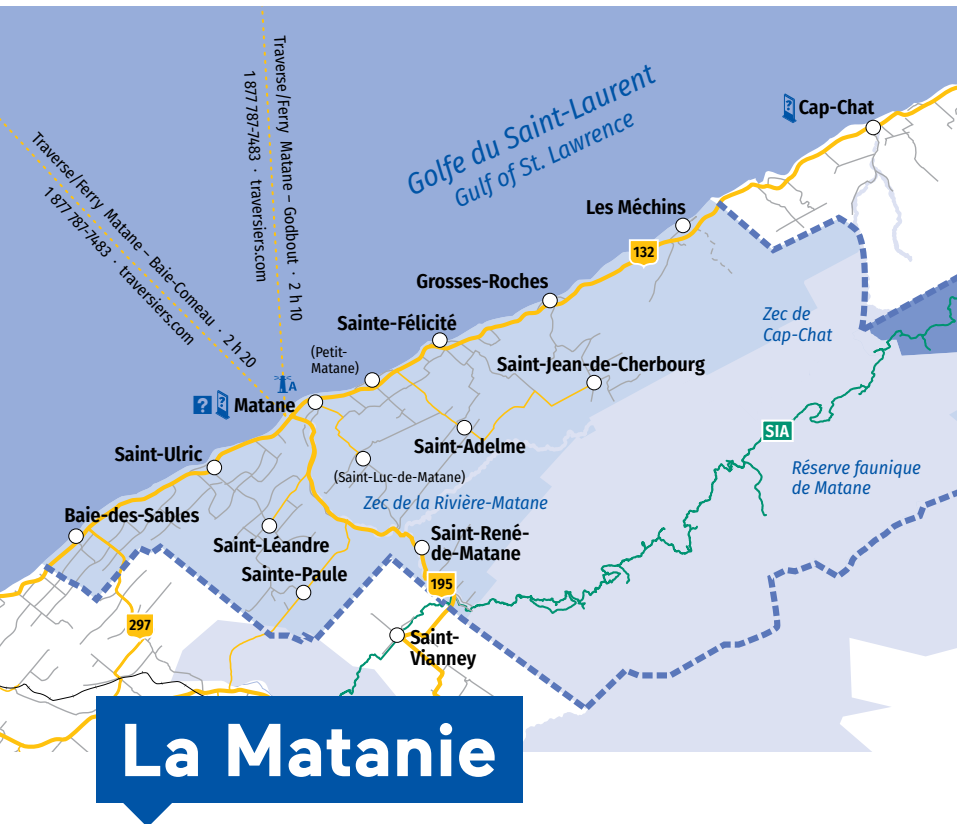 Traverse/Ferry Matane – Godbout · 2 h 10
1 877 787-7483 · traversiers.com
Traverse/Ferry Matane – Baie-Comeau · 2 h 20
1 877 787-7483 · traversiers.com
Golfe du Saint-Laurent
Gulf of St. Lawrence
? Cap-Chat
Les Méchins
132
Grosses-Roches
Zec de
Cap-Chat
Sainte-Félicité
(Petit-
Matane)
Saint-Jean-de-Cherbourg
A
? ? Matane
SIA
Saint-Adelme
Saint-Ulric
(Saint-Luc-de-Matane)
Réserve faunique
de Matane
Zec de la Rivière-Matane
Baie-des-Sables
Saint-Léandre
Saint-René-
de-Matane
Sainte-Paule
195
297
Saint-
Vianney
La Matanie